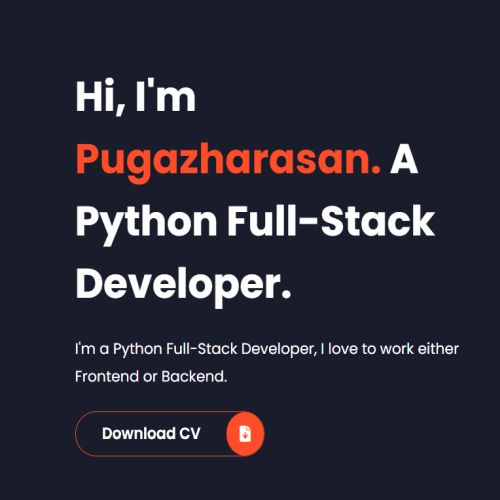 Hi, I'm
Pugazharasan. A
Python Full-Stack
Developer.
I'm a Python Full-Stack Developer, I love to work either
Frontend or Backend.
Download CV